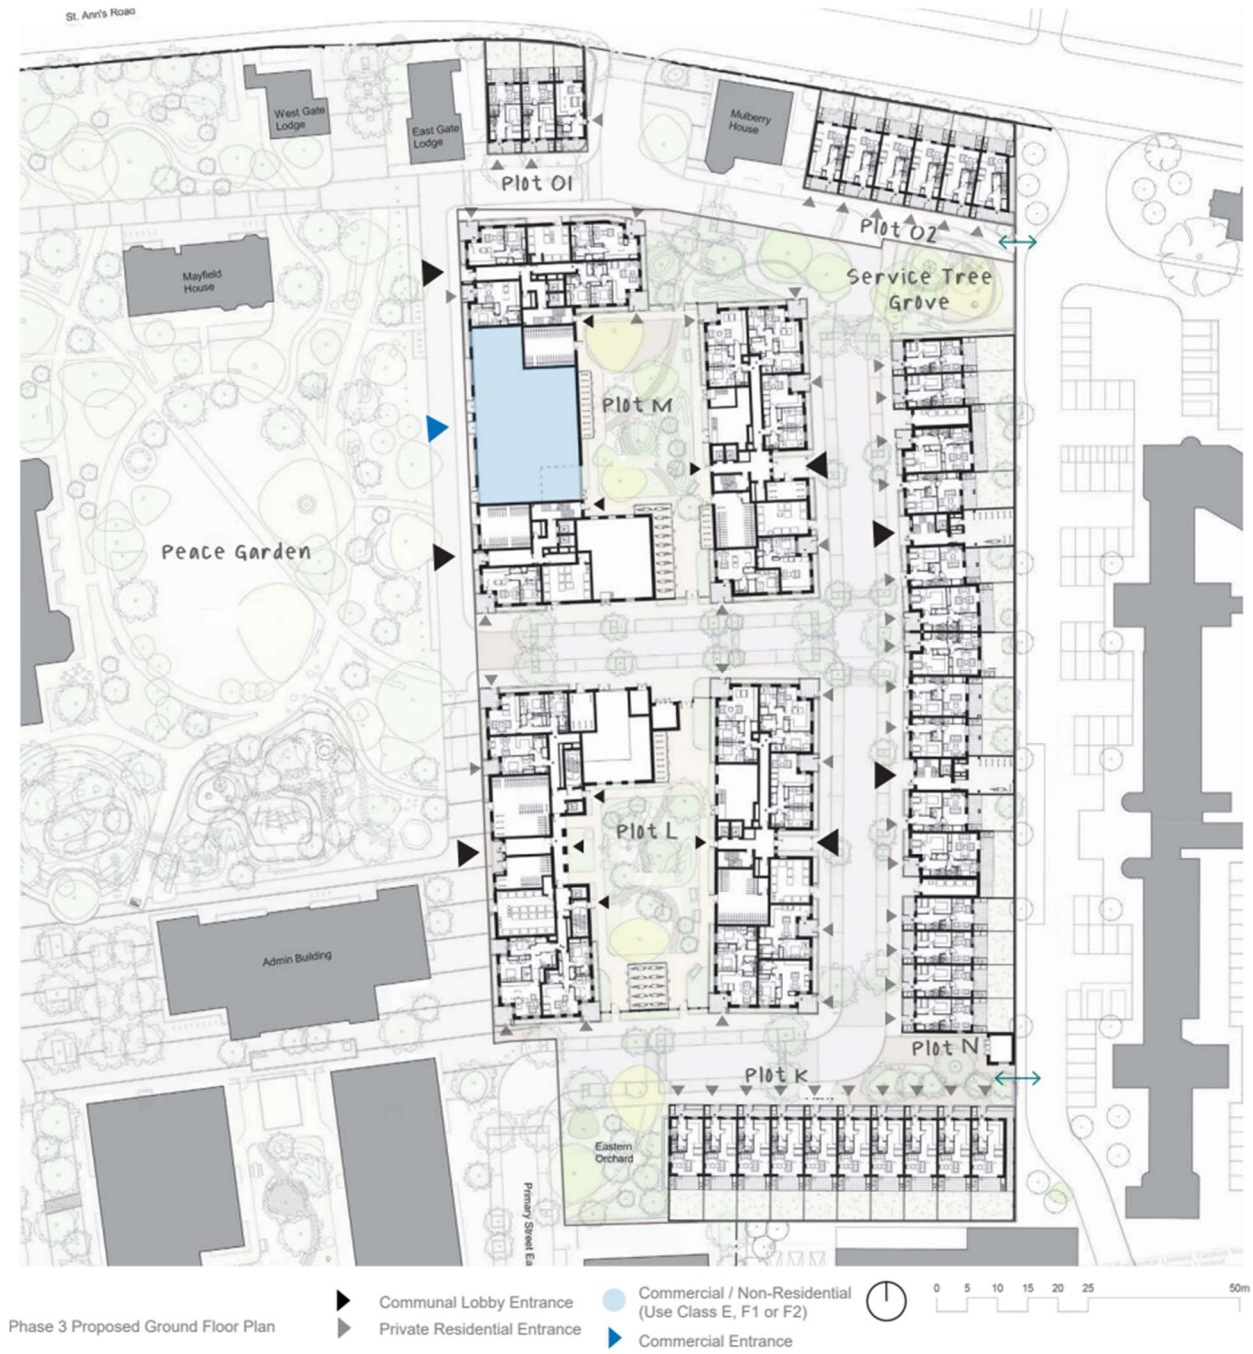 St. Ann's Road
West Gate
Lodge
East Gate
Lodge
Mulberry
House
Plot O1
Plot O2
Mayfield
House
Service Tree
Grove
Plot M
Peace Garden
Plot L
Admin Building
Plot N
Plot K
Eastern
Orchard
Primary Street Ea
Phase 3 Proposed Ground Floor Plan
Communal Lobby Entrance
Private Residential Entrance
Commercial / Non-Residential
(Use Class E, F1 or F2)
Commercial Entrance
0 5 10 15 20 25 50m